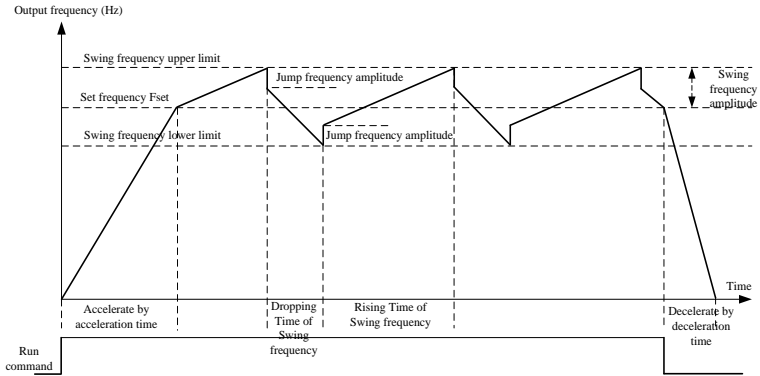 Output frequency (Hz)
Swing frequency upper limit
Jump frequency amplitude
Swing
frequency
amplitude
Set frequency Fset
Swing frequency lower limit
Jump frequency amplitude
Time
Accelerate by
acceleration time
Dropping
Time of
Swing
frequency
Rising Time of
Swing frequency
Decelerate by
deceleration
time
Run
command